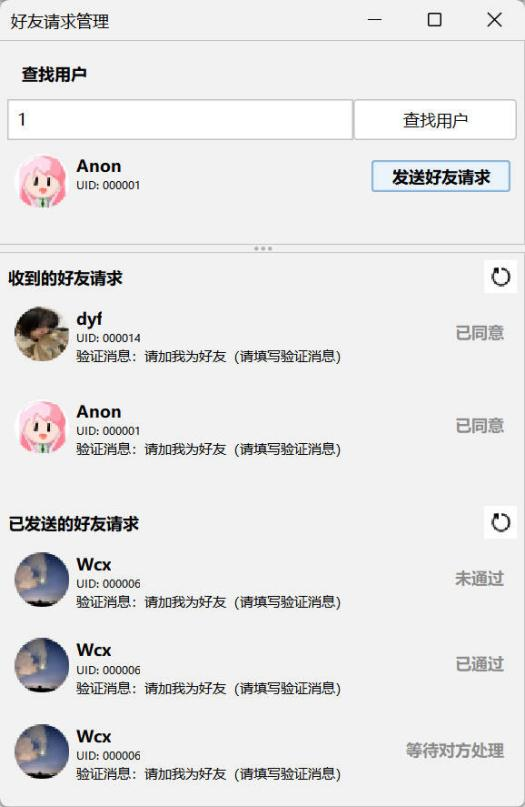 好友请求管理
查找用户
1
查找用户
Anon
UID: 000001
发送好友请求
收到的好友请求
dyf
UID: 000014
验证消息：请加我为好友（请填写验证消息）
已同意
Anon
UID: 000001
验证消息：请加我为好友（请填写验证消息）
已同意
已发送的好友请求
Wcx
UID: 000006
验证消息：请加我为好友（请填写验证消息）
未通过
Wcx
UID: 000006
验证消息：请加我为好友（请填写验证消息）
已通过
Wcx
UID: 000006
验证消息：请加我为好友（请填写验证消息）
等待对方处理